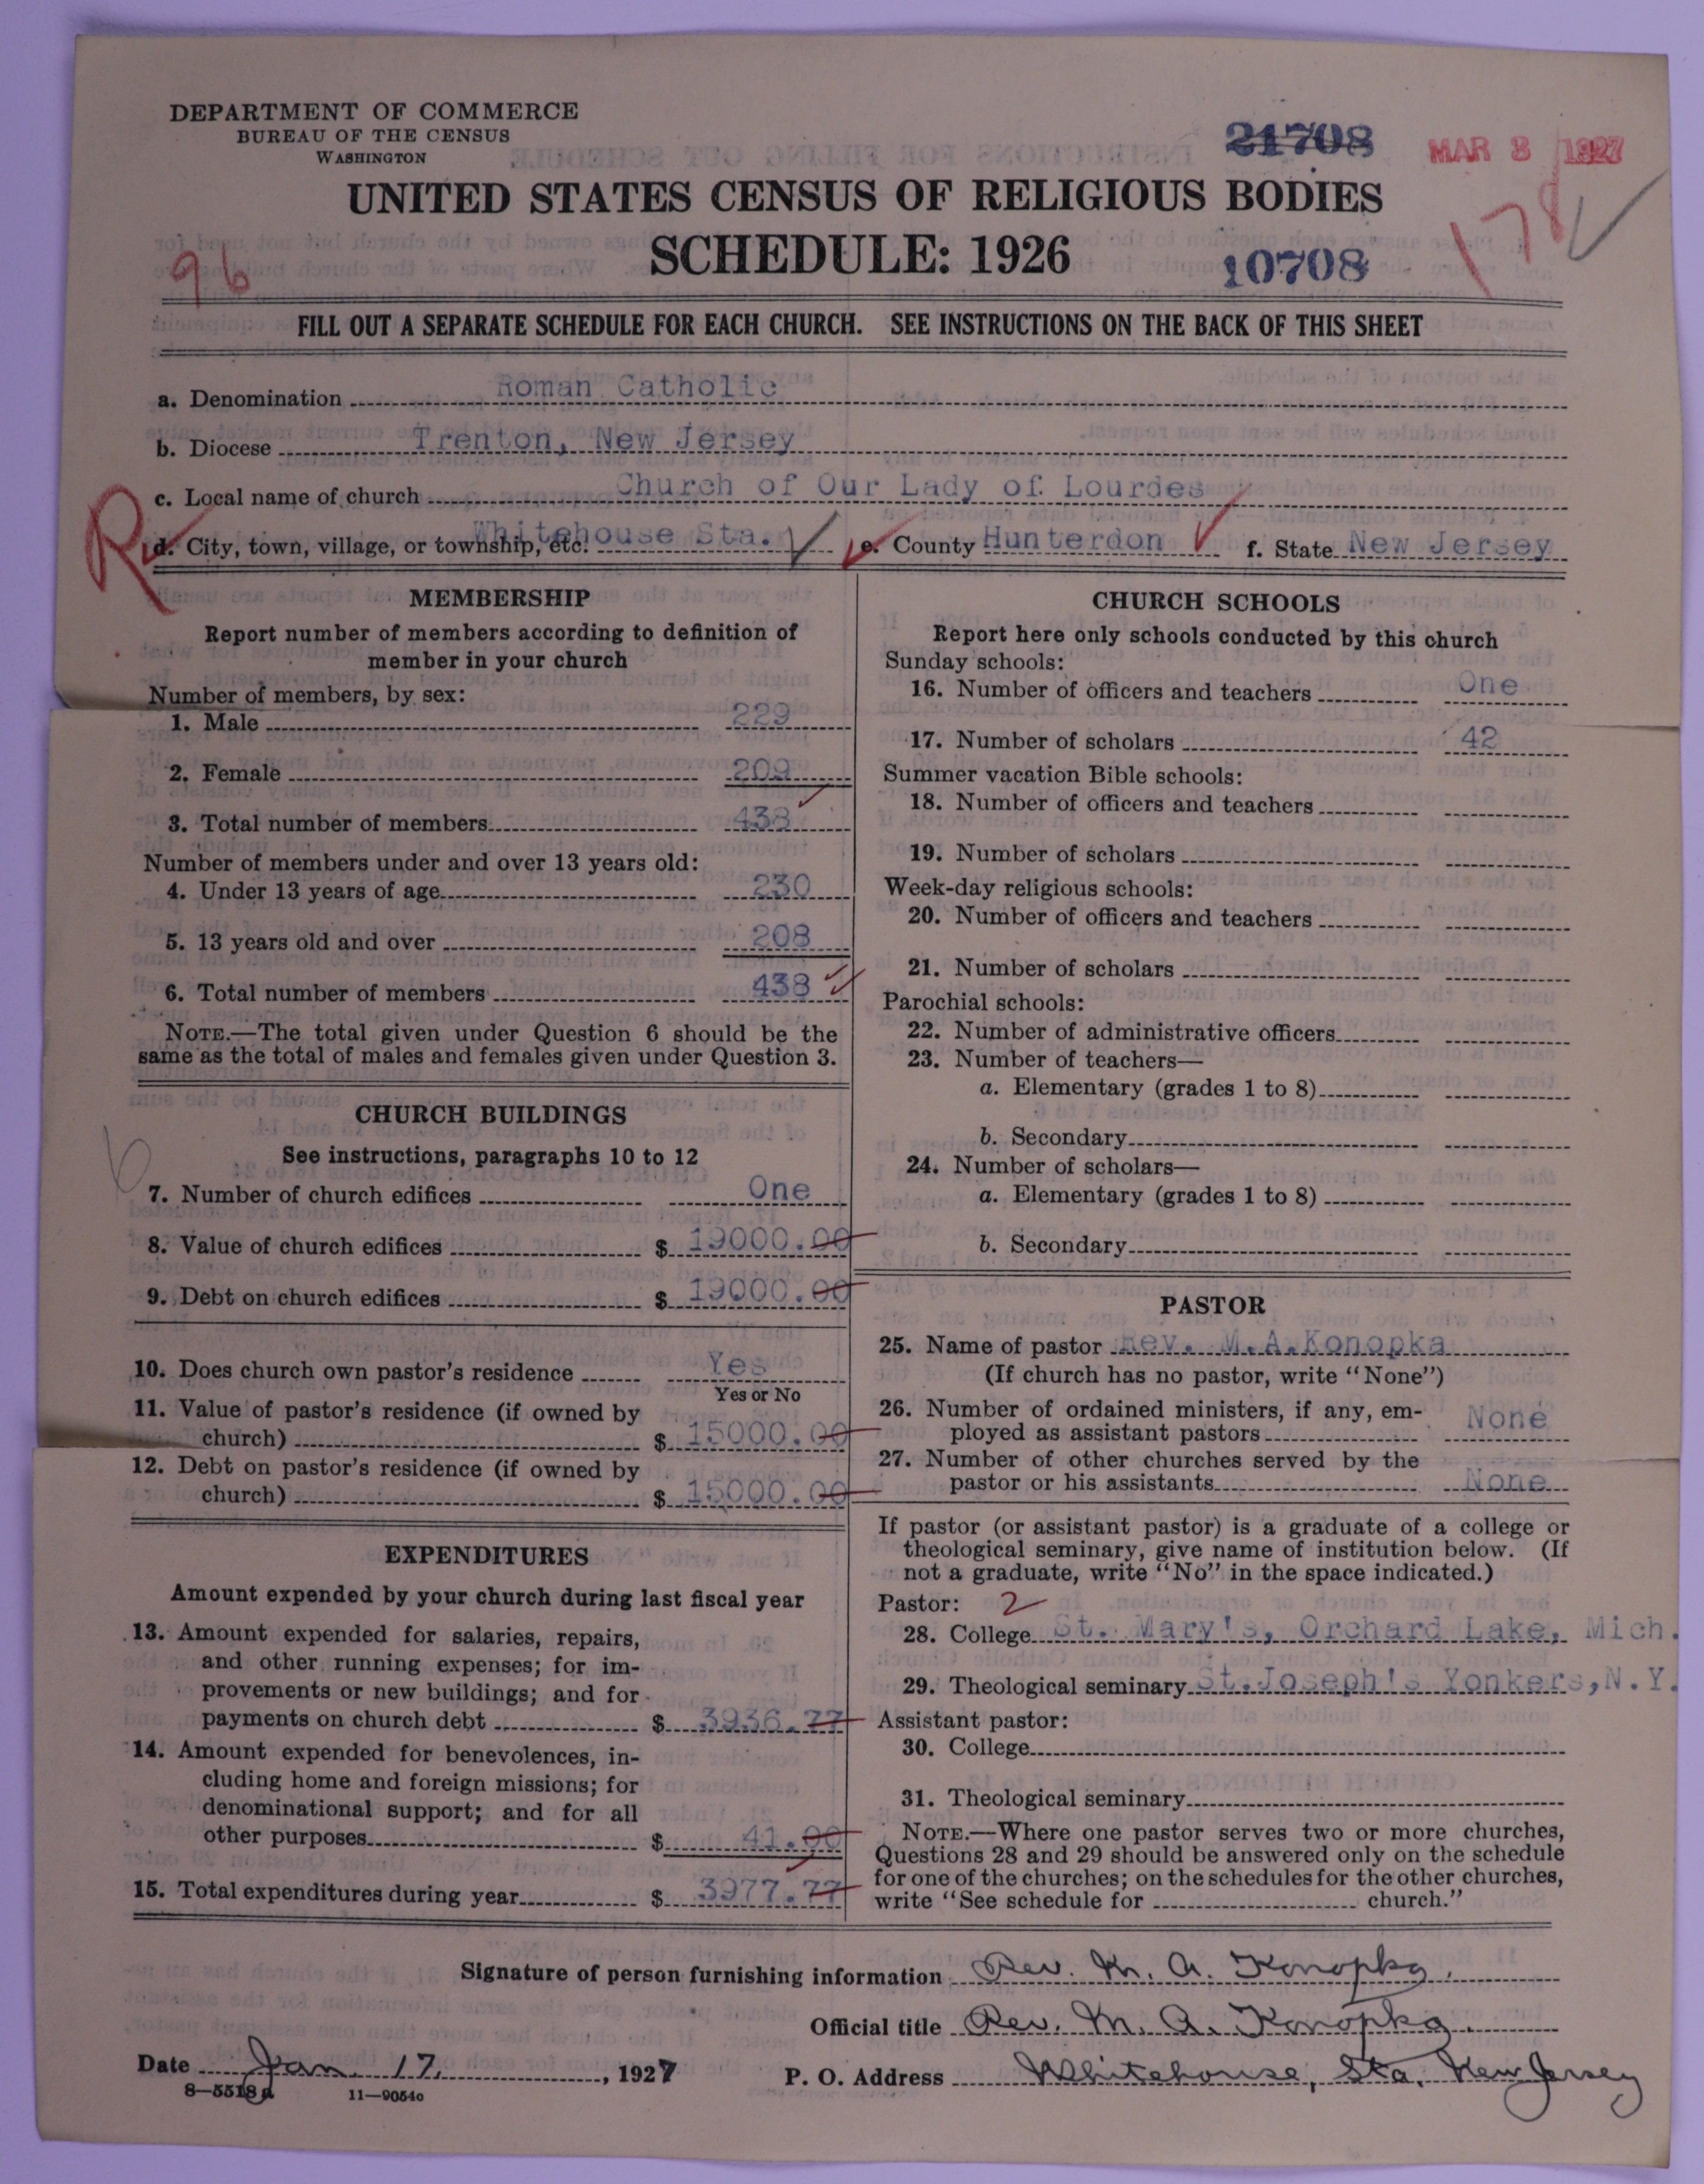 DEPARTMENT OF COMMERCE
BUREAU OF THE CENSUS
WASHINGTON
21708
MAR 3 1927
UNITED STATES CENSUS OF RELIGIOUS BODIES
SCHEDULE: 1926
96
10708
178
FILL OUT A SEPARATE SCHEDULE FOR EACH CHURCH. SEE INSTRUCTIONS ON THE BACK OF THIS SHEET
a. Denomination Roman Catholic
b. Diocese Trenton, New Jersey
c. Local name of church Church of Our Lady of Lourdes
R
d. City, town, village, or township, etc. Whitehouse Sta. e. County Hunterdon f. State New Jersey
MEMBERSHIP
Report number of members according to definition of
member in your church
Number of members, by sex:
1. Male 229
2. Female 209
3. Total number of members 438
Number of members under and over 13 years old:
4. Under 13 years of age 230
5. 13 years old and over 208
6. Total number of members 438
NOTE.—The total given under Question 6 should be the
same as the total of males and females given under Question 3.
CHURCH BUILDINGS
See instructions, paragraphs 10 to 12
7. Number of church edifices One
8. Value of church edifices $ 19000.00
9. Debt on church edifices $ 19000.00
10. Does church own pastor's residence Yes
Yes or No
11. Value of pastor's residence (if owned by
church) $ 15000.00
12. Debt on pastor's residence (if owned by
church) $ 15000.00
EXPENDITURES
Amount expended by your church during last fiscal year
13. Amount expended for salaries, repairs,
and other running expenses; for im-
provements or new buildings; and for
payments on church debt $ 3936.77
14. Amount expended for benevolences, in-
cluding home and foreign missions; for
denominational support; and for all
other purposes $ 41.00
15. Total expenditures during year $ 3977.77
CHURCH SCHOOLS
Report here only schools conducted by this church
Sunday schools:
16. Number of officers and teachers One
17. Number of scholars 42
Summer vacation Bible schools:
18. Number of officers and teachers
19. Number of scholars
Week-day religious schools:
20. Number of officers and teachers
21. Number of scholars
Parochial schools:
22. Number of administrative officers
23. Number of teachers—
a. Elementary (grades 1 to 8)
b. Secondary
24. Number of scholars—
a. Elementary (grades 1 to 8)
b. Secondary
PASTOR
25. Name of pastor Rev. M.A.Konopka
(If church has no pastor, write "None")
26. Number of ordained ministers, if any, em-
ployed as assistant pastors None
27. Number of other churches served by the
pastor or his assistants None
If pastor (or assistant pastor) is a graduate of a college or
theological seminary, give name of institution below. (If
not a graduate, write "No" in the space indicated.)
Pastor: 2
28. College St. Mary's, Orchard Lake, Mich.
29. Theological seminary St.Joseph's Yonkers,N.Y.
Assistant pastor:
30. College
31. Theological seminary
NOTE.—Where one pastor serves two or more churches,
Questions 28 and 29 should be answered only on the schedule
for one of the churches; on the schedules for the other churches,
write "See schedule for church."
Signature of person furnishing information Rev. M. A. Konopka
Official title Rev. M. A. Konopka
Date Jan. 17, 1927
P. O. Address Whitehouse, Sta. New Jersey
8—5518a 11—9054c